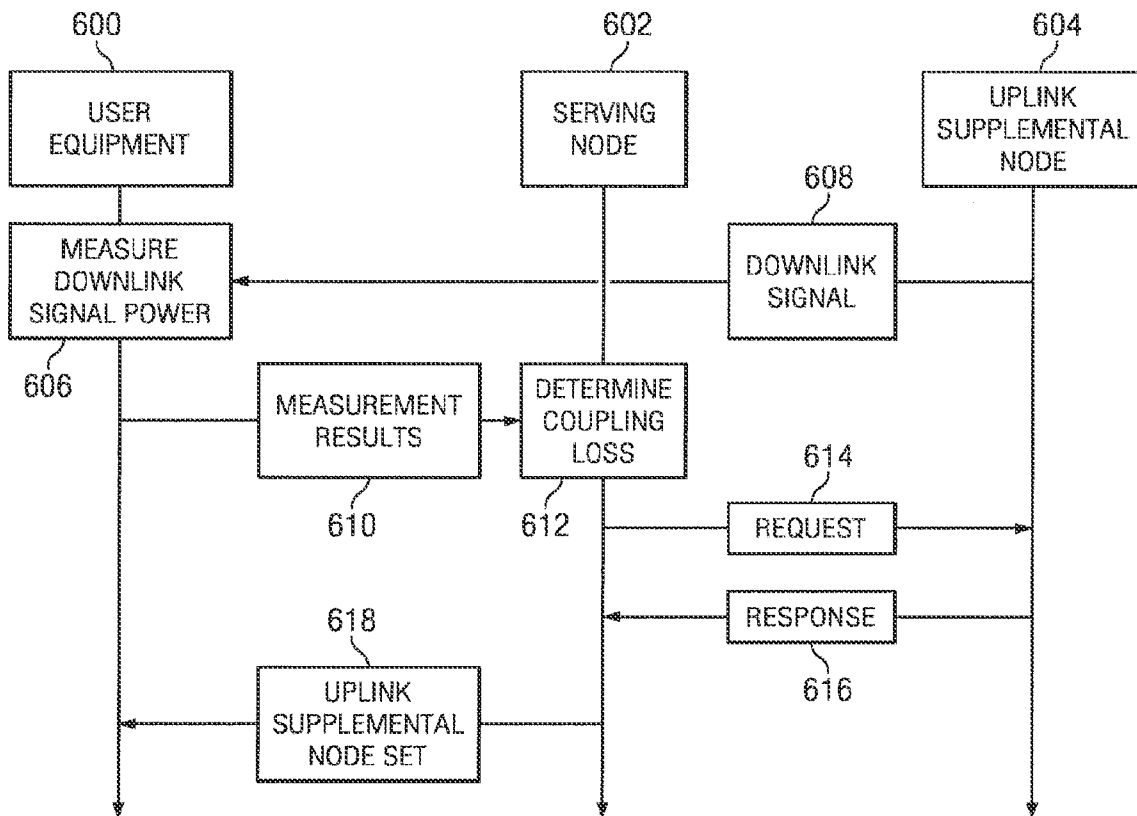 600
602
604
USER
EQUIPMENT
SERVING
NODE
UPLINK
SUPPLEMENTAL
NODE
608
MEASURE
DOWNLINK
SIGNAL POWER
DOWNLINK
SIGNAL
606
MEASUREMENT
RESULTS
DETERMINE
COUPLING
LOSS
610
612
614
REQUEST
RESPONSE
616
618
UPLINK
SUPPLEMENTAL
NODE SET